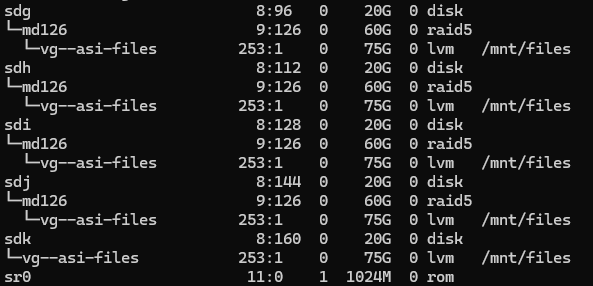 sdg 8:96 0 20G 0 disk
└─md126 9:126 0 60G 0 raid5
  └─vg--asi-files 253:1 0 75G 0 lvm /mnt/files
sdh 8:112 0 20G 0 disk
└─md126 9:126 0 60G 0 raid5
  └─vg--asi-files 253:1 0 75G 0 lvm /mnt/files
sdi 8:128 0 20G 0 disk
└─md126 9:126 0 60G 0 raid5
  └─vg--asi-files 253:1 0 75G 0 lvm /mnt/files
sdj 8:144 0 20G 0 disk
└─md126 9:126 0 60G 0 raid5
  └─vg--asi-files 253:1 0 75G 0 lvm /mnt/files
sdk 8:160 0 20G 0 disk
└─vg--asi-files 253:1 0 75G 0 lvm /mnt/files
sr0 11:0 1 1024M 0 rom